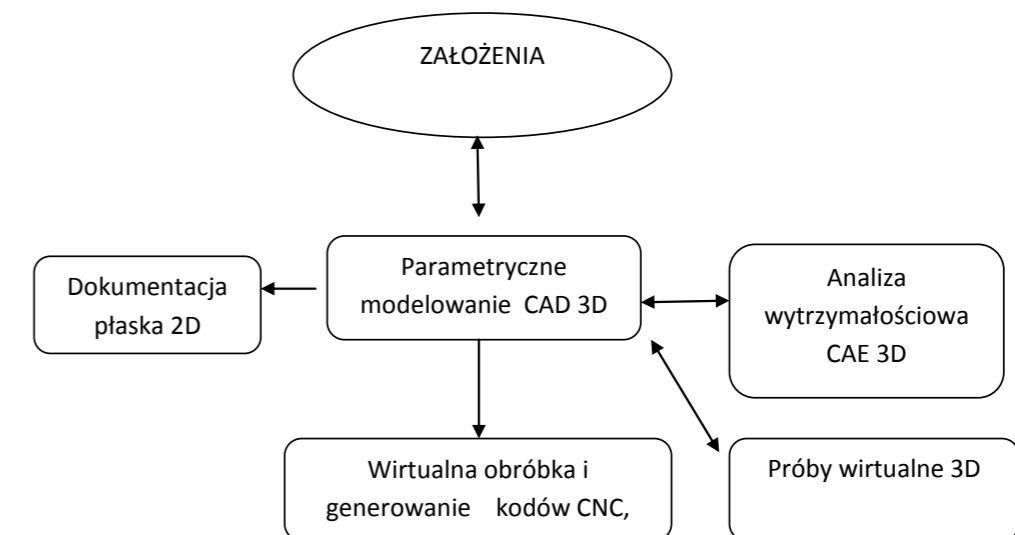 ZAŁOŻENIA
Parametryczne
modelowanie CAD 3D
Dokumentacja
płaska 2D
Analiza
wytrzymałościowa
CAE 3D
Wirtualna obróbka i
generowanie kodów CNC,
Próby wirtualne 3D